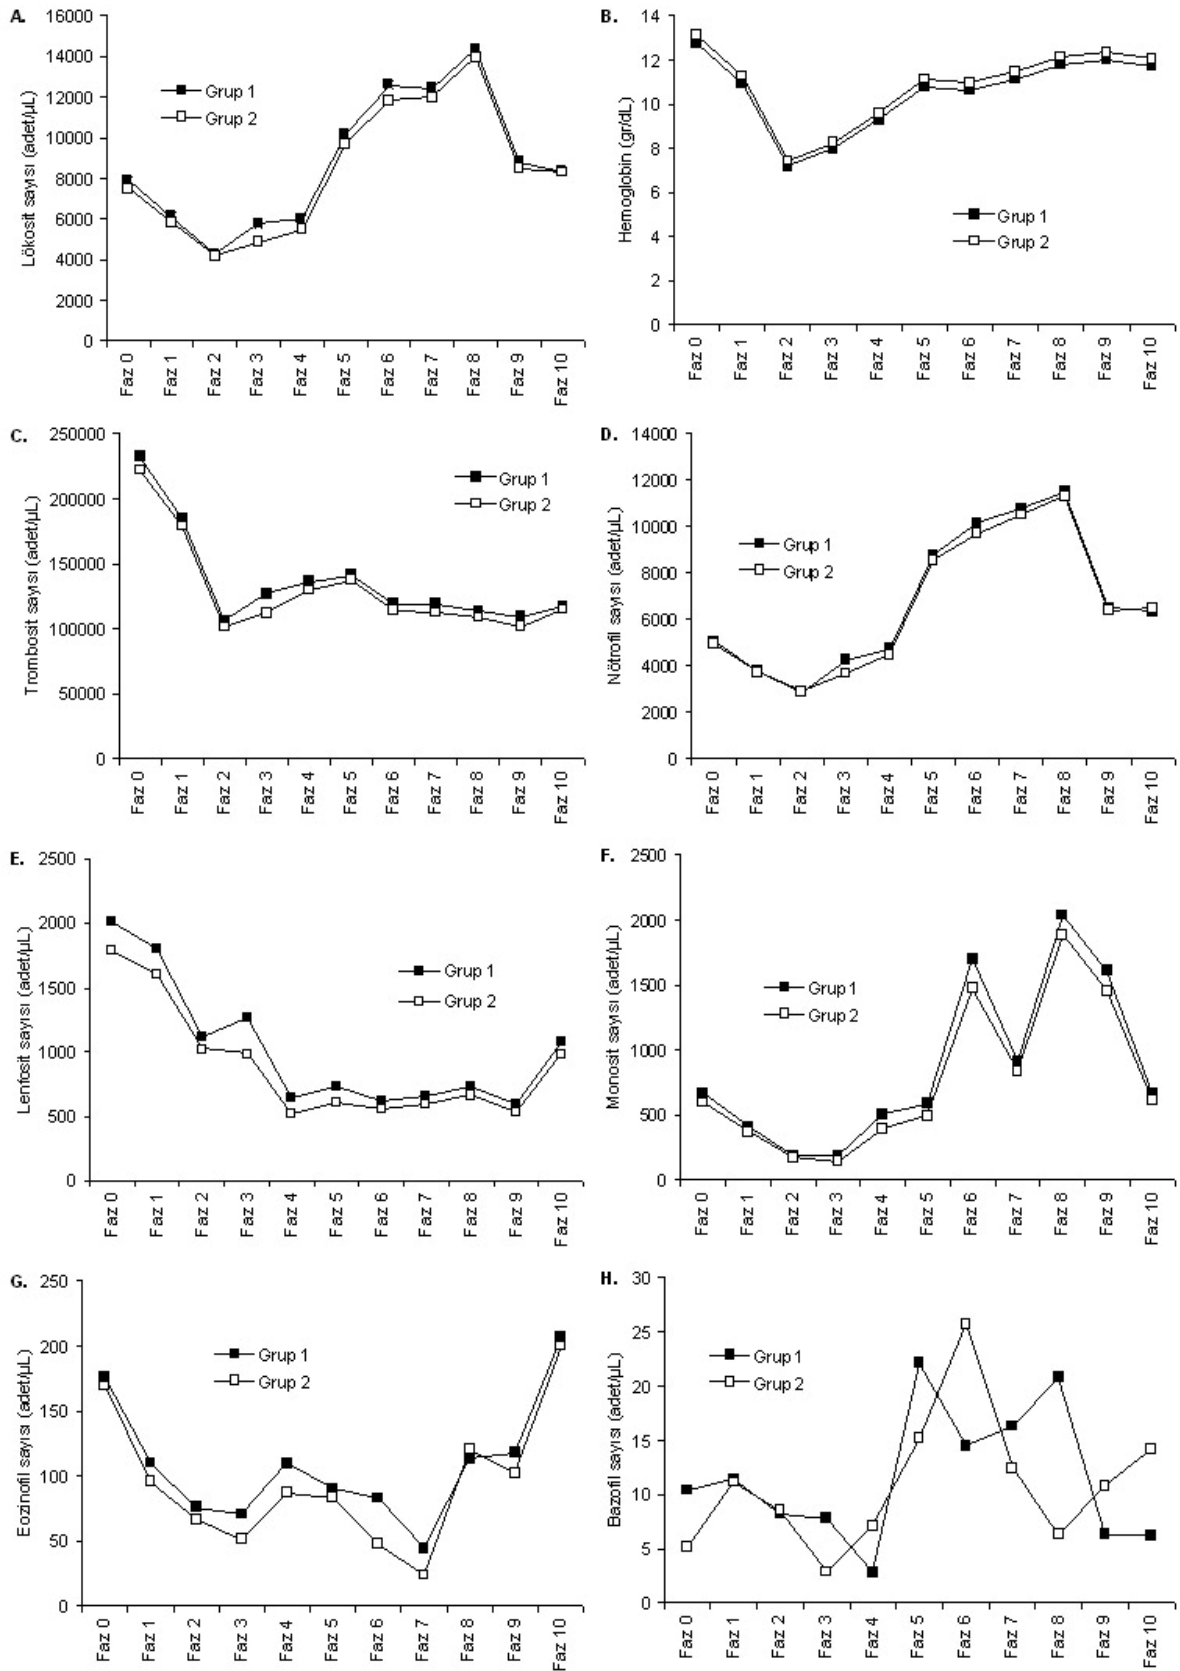 A.
Lökosit sayısı (adet/µL)
16000
14000
12000
10000
8000
6000
4000
2000
0
Grup 1
Grup 2
Faz 0
Faz 1
Faz 2
Faz 3
Faz 4
Faz 5
Faz 6
Faz 7
Faz 8
Faz 9
Faz 10
B.
Hemoglobin (gr/dL)
14
12
10
8
6
4
2
0
Grup 1
Grup 2
Faz 0
Faz 1
Faz 2
Faz 3
Faz 4
Faz 5
Faz 6
Faz 7
Faz 8
Faz 9
Faz 10
C.
Trombosit sayısı (adet/µL)
250000
200000
150000
100000
50000
0
Grup 1
Grup 2
Faz 0
Faz 1
Faz 2
Faz 3
Faz 4
Faz 5
Faz 6
Faz 7
Faz 8
Faz 9
Faz 10
D.
Nötrofil sayısı (adet/µL)
14000
12000
10000
8000
6000
4000
2000
0
Grup 1
Grup 2
Faz 0
Faz 1
Faz 2
Faz 3
Faz 4
Faz 5
Faz 6
Faz 7
Faz 8
Faz 9
Faz 10
E.
Lenfosit sayısı (adet/µL)
2500
2000
1500
1000
500
0
Grup 1
Grup 2
Faz 0
Faz 1
Faz 2
Faz 3
Faz 4
Faz 5
Faz 6
Faz 7
Faz 8
Faz 9
Faz 10
F.
Monosit sayısı (adet/µL)
2500
2000
1500
1000
500
0
Grup 1
Grup 2
Faz 0
Faz 1
Faz 2
Faz 3
Faz 4
Faz 5
Faz 6
Faz 7
Faz 8
Faz 9
Faz 10
G.
Eozinofil sayısı (adet/µL)
250
200
150
100
50
0
Grup 1
Grup 2
Faz 0
Faz 1
Faz 2
Faz 3
Faz 4
Faz 5
Faz 6
Faz 7
Faz 8
Faz 9
Faz 10
H.
Bazofil sayısı (adet/µL)
30
25
20
15
10
5
0
Grup 1
Grup 2
Faz 0
Faz 1
Faz 2
Faz 3
Faz 4
Faz 5
Faz 6
Faz 7
Faz 8
Faz 9
Faz 10